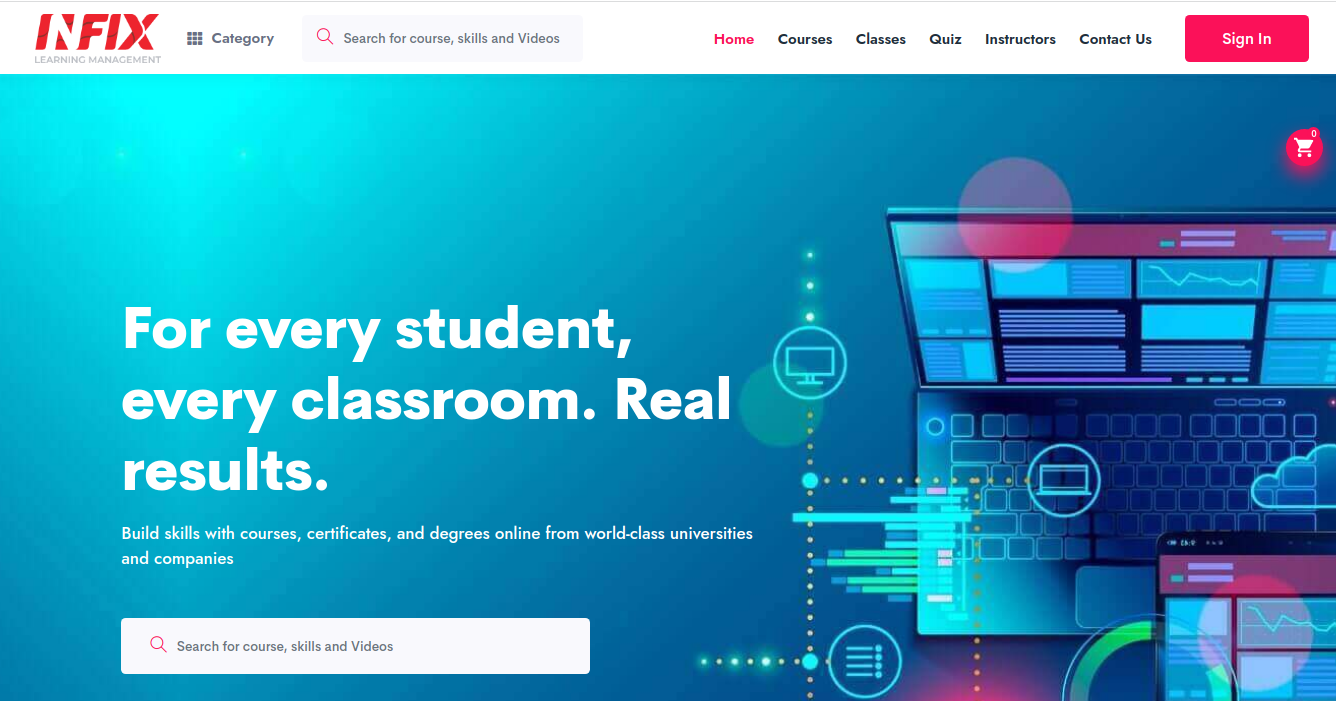 INFIX
LEARNING MANAGEMENT
Category
Search for course, skills and Videos
Home
Courses
Classes
Quiz
Instructors
Contact Us
Sign In
0
For every student,
every classroom. Real
results.
Build skills with courses, certificates, and degrees online from world-class universities
and companies
Search for course, skills and Videos